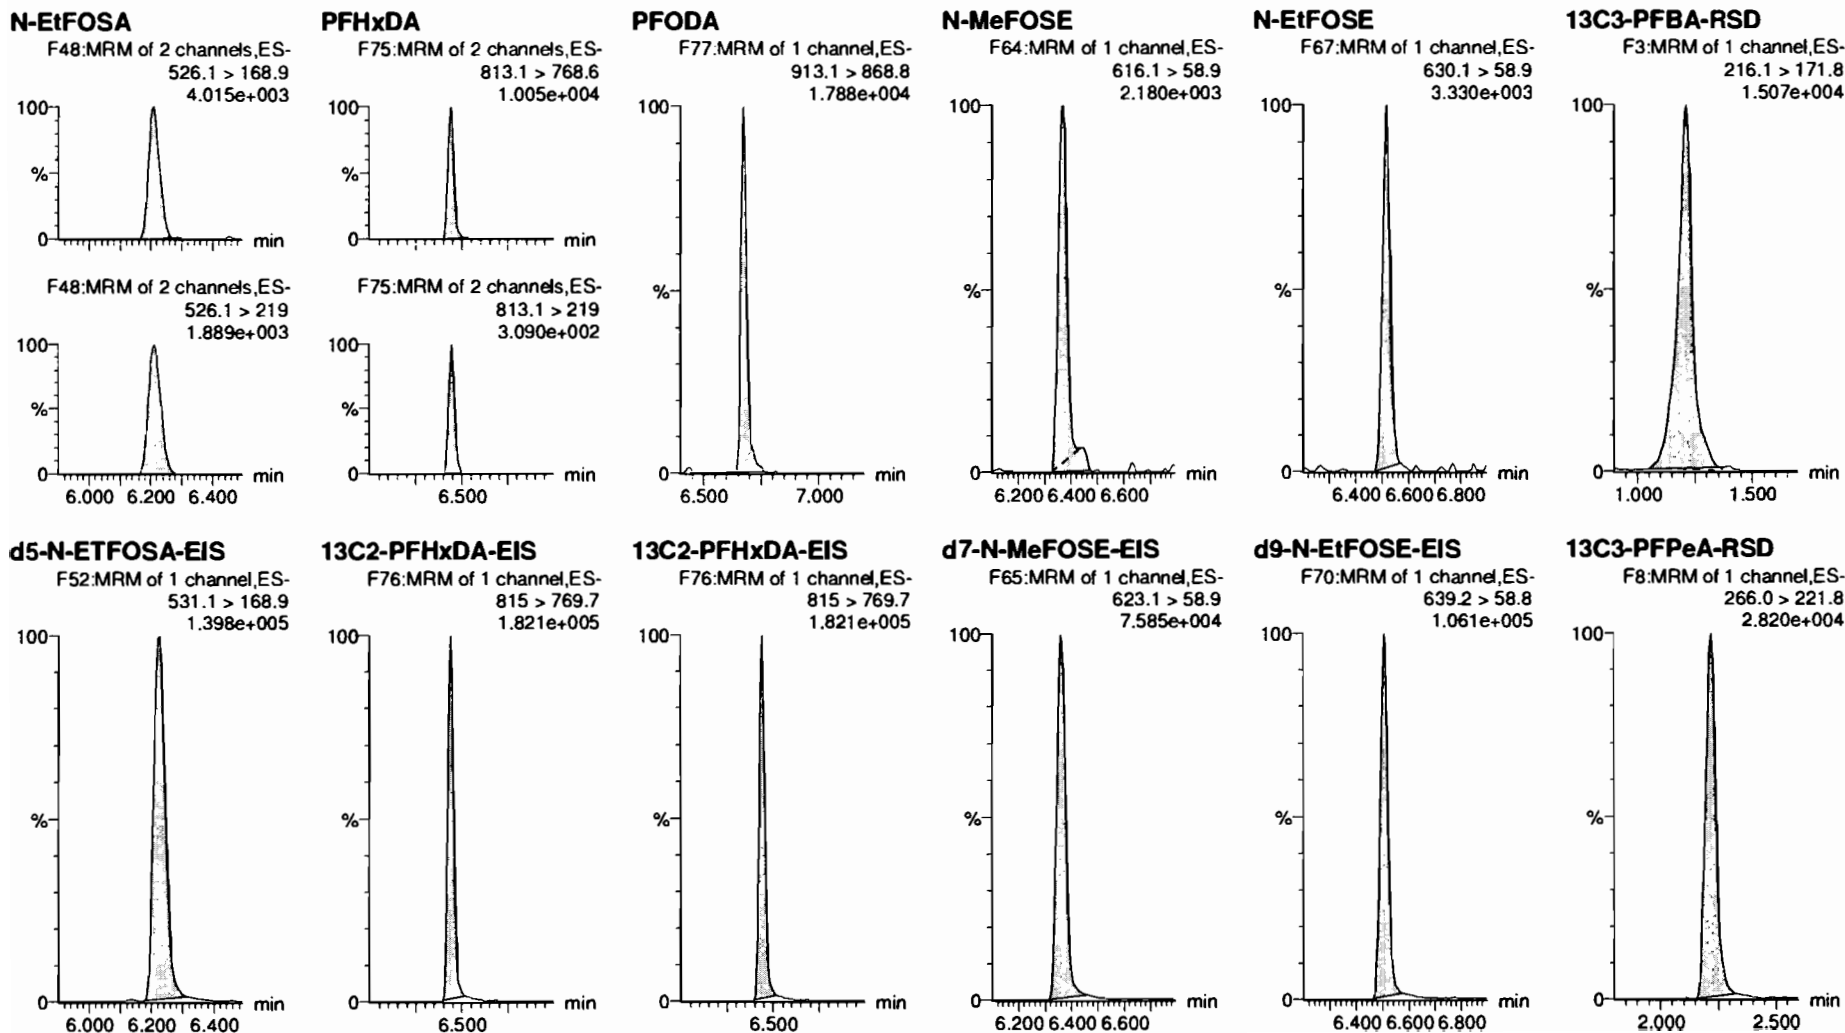 N-EtFOSA
F48:MRM of 2 channels,ES-
526.1 > 168.9
4.015e+003
100
%
0
min
F48:MRM of 2 channels,ES-
526.1 > 219
1.889e+003
100
%
0
min
6.000 6.200 6.400
PFHxDA
F75:MRM of 2 channels,ES-
813.1 > 768.6
1.005e+004
100
%
0
min
F75:MRM of 2 channels,ES-
813.1 > 219
3.090e+002
100
%
0
min
6.500
PFODA
F77:MRM of 1 channel,ES-
913.1 > 868.8
1.788e+004
100
%
0
min
6.500 7.000
N-MeFOSE
F64:MRM of 1 channel,ES-
616.1 > 58.9
2.180e+003
100
%
0
min
6.200 6.400 6.600
N-EtFOSE
F67:MRM of 1 channel,ES-
630.1 > 58.9
3.330e+003
100
%
0
min
6.400 6.600 6.800
13C3-PFBA-RSD
F3:MRM of 1 channel,ES-
216.1 > 171.8
1.507e+004
100
%
0
min
1.000 1.500
d5-N-ETFOSA-EIS
F52:MRM of 1 channel,ES-
531.1 > 168.9
1.398e+005
100
%
0
min
6.000 6.200 6.400
13C2-PFHxDA-EIS
F76:MRM of 1 channel,ES-
815 > 769.7
1.821e+005
100
%
0
min
6.500
13C2-PFHxDA-EIS
F76:MRM of 1 channel,ES-
815 > 769.7
1.821e+005
100
%
0
min
6.500
d7-N-MeFOSE-EIS
F65:MRM of 1 channel,ES-
623.1 > 58.9
7.585e+004
100
%
0
min
6.200 6.400 6.600
d9-N-EtFOSE-EIS
F70:MRM of 1 channel,ES-
639.2 > 58.8
1.061e+005
100
%
0
min
6.400 6.600 6.800
13C3-PFPeA-RSD
F8:MRM of 1 channel,ES-
266.0 > 221.8
2.820e+004
100
%
0
min
2.000 2.500